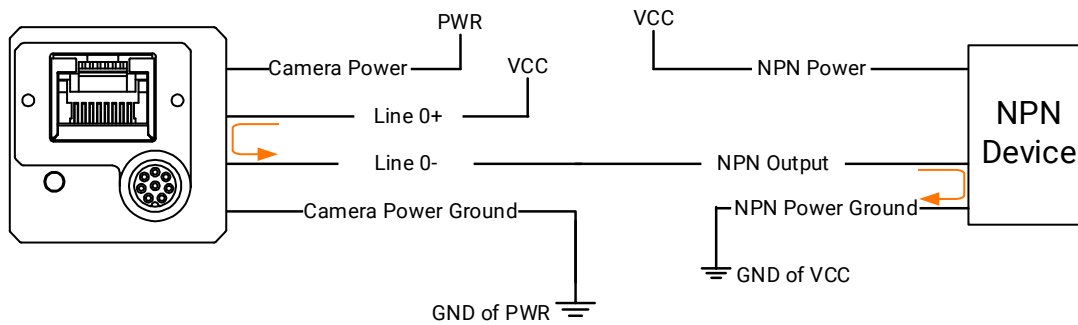 PWR
VCC
Camera Power
NPN Power
VCC
Line 0+
NPN
Device
Line 0-
NPN Output
Camera Power Ground
NPN Power Ground
GND of VCC
GND of PWR